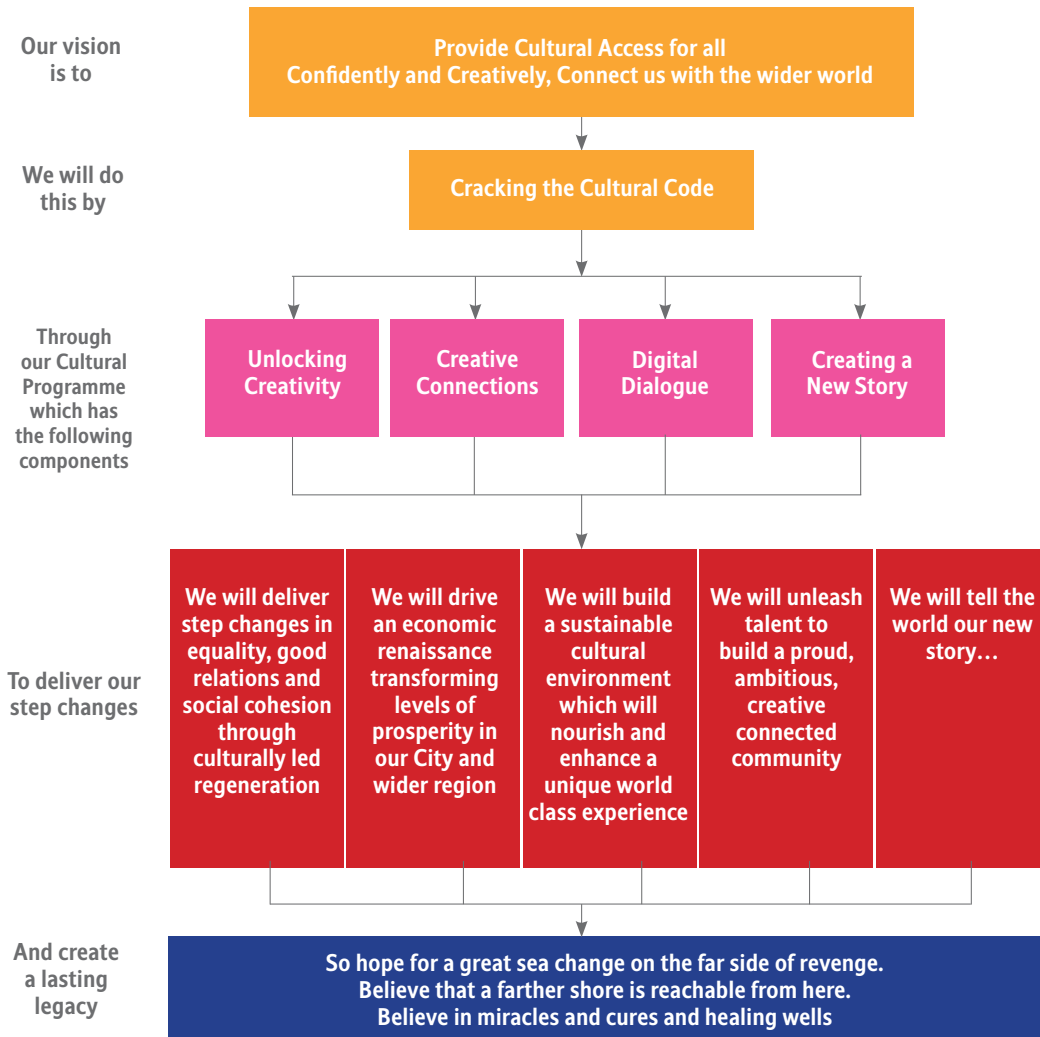 Our vision
is to
Provide Cultural Access for all
Confidently and Creatively, Connect us with the wider world
We will do
this by
Cracking the Cultural Code
Through
our Cultural
Programme
which has
the following
components
Unlocking
Creativity
Creative
Connections
Digital
Dialogue
Creating a
New Story
To deliver our
step changes
We will deliver
step changes in
equality, good
relations and
social cohesion
through
culturally led
regeneration
We will drive
an economic
renaissance
transforming
levels of
prosperity in
our City and
wider region
We will build
a sustainable
cultural
environment
which will
nourish and
enhance a
unique world
class experience
We will unleash
talent to
build a proud,
ambitious,
creative
connected
community
We will tell the
world our new
story…
And create
a lasting
legacy
So hope for a great sea change on the far side of revenge.
Believe that a farther shore is reachable from here.
Believe in miracles and cures and healing wells